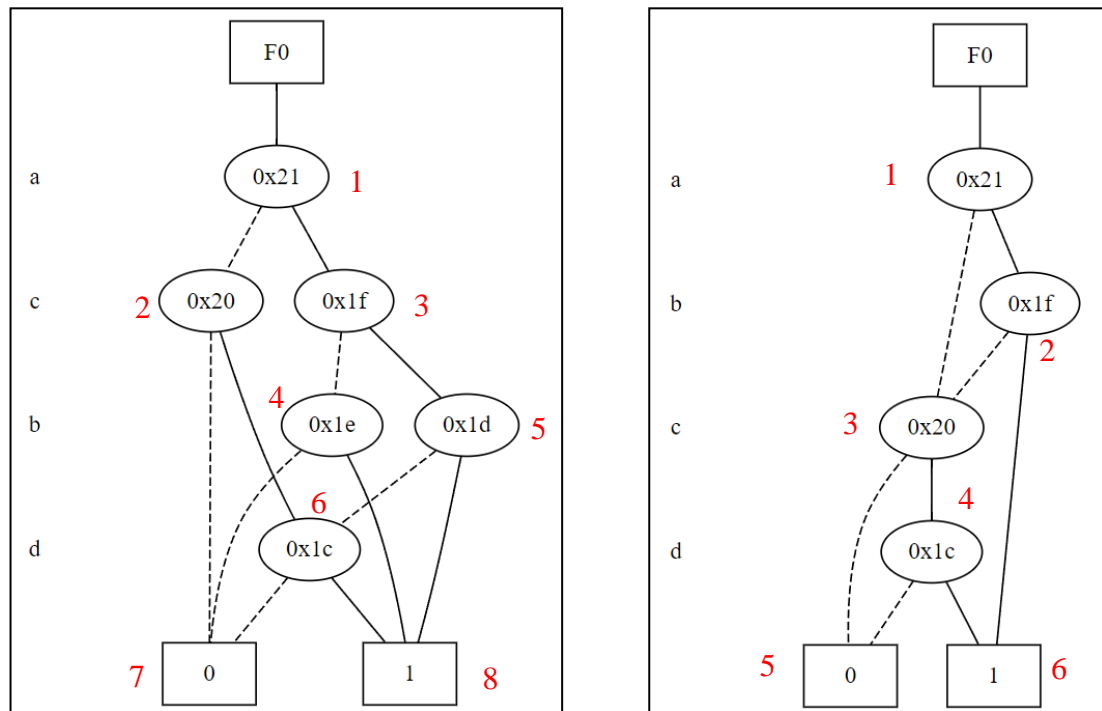 F0
a 0x21 1
c 2 0x20 0x1f 3
b 4 0x1e 0x1d 5
6
d 0x1c
7 0 1 8
F0
a 1 0x21
b 0x1f
2
c 3 0x20
4
d 0x1c
5 0 1 6